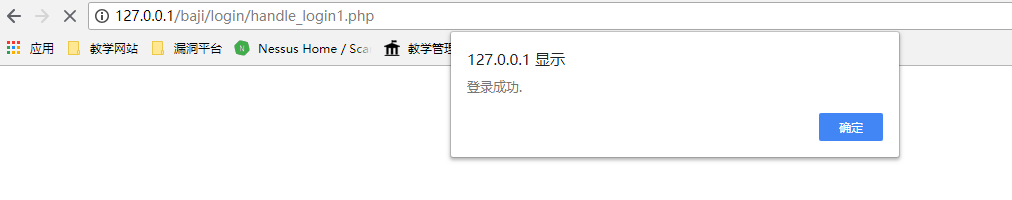 127.0.0.1/baji/login/handle_login1.php
应用 教学网站 漏洞平台 N Nessus Home / Sca 教学管理
127.0.0.1 显示
登录成功.
确定